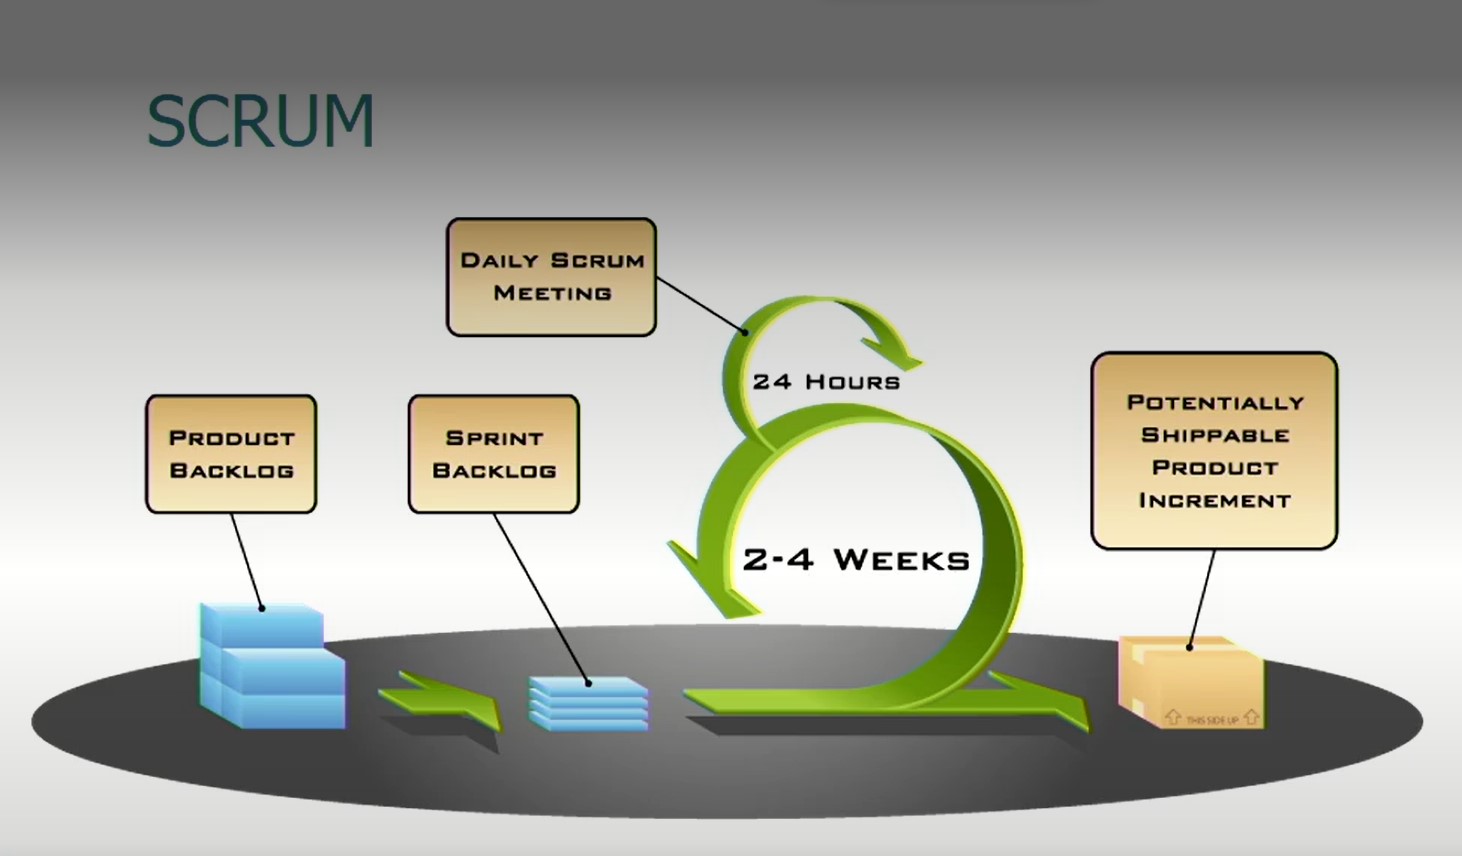 SCRUM
DAILY SCRUM
MEETING
24 HOURS
PRODUCT
BACKLOG
SPRINT
BACKLOG
2-4 WEEKS
POTENTIALLY
SHIPPABLE
PRODUCT
INCREMENT
THIS SIDE UP